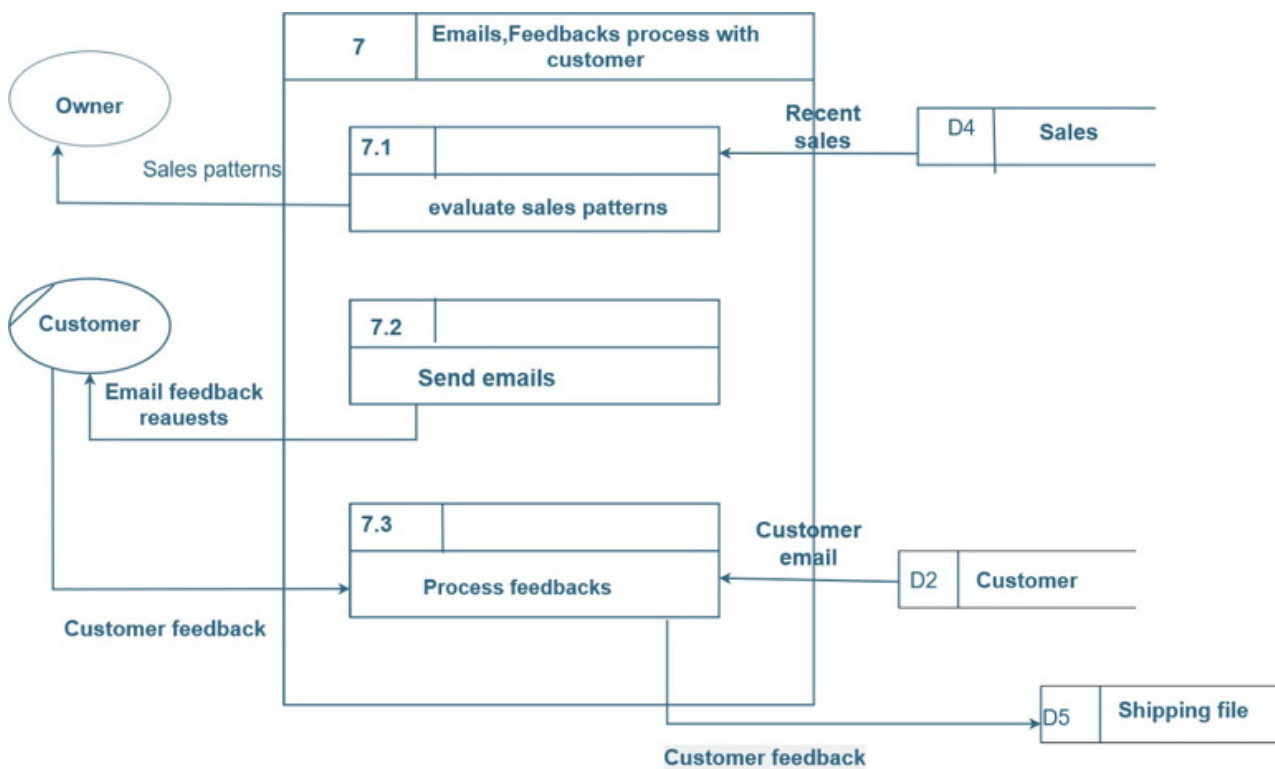 7
Emails,Feedbacks process with
customer
Owner
Recent
sales
D4
Sales
7.1
Sales patterns
evaluate sales patterns
Customer
7.2
Send emails
Email feedback
reauests
7.3
Customer
email
Process feedbacks
D2
Customer
Customer feedback
D5
Shipping file
Customer feedback